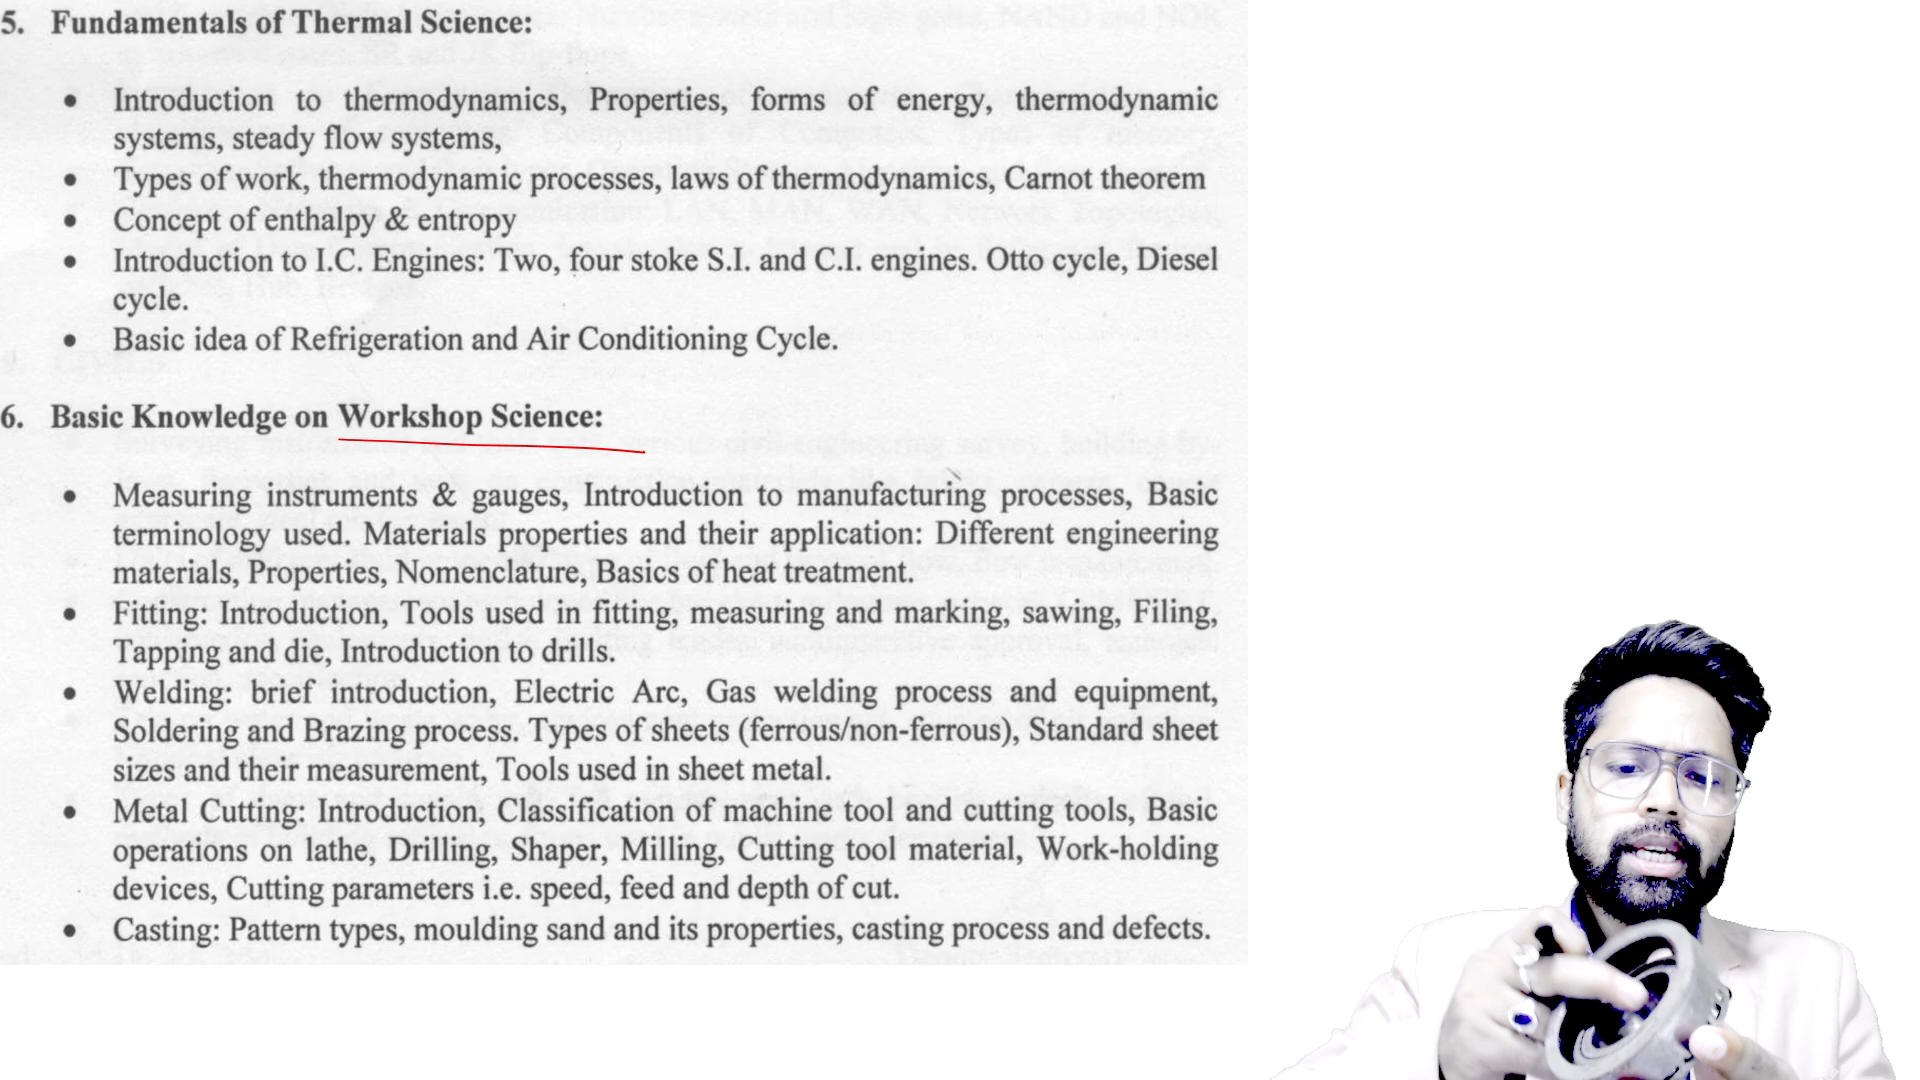 5. Fundamentals of Thermal Science:
• Introduction to thermodynamics, Properties, forms of energy, thermodynamic
systems, steady flow systems,
• Types of work, thermodynamic processes, laws of thermodynamics, Carnot theorem
• Concept of enthalpy & entropy
• Introduction to I.C. Engines: Two, four stoke S.I. and C.I. engines. Otto cycle, Diesel
cycle.
• Basic idea of Refrigeration and Air Conditioning Cycle.
6. Basic Knowledge on Workshop Science:
• Measuring instruments & gauges, Introduction to manufacturing processes, Basic
terminology used. Materials properties and their application: Different engineering
materials, Properties, Nomenclature, Basics of heat treatment.
• Fitting: Introduction, Tools used in fitting, measuring and marking, sawing, Filing,
Tapping and die, Introduction to drills.
• Welding: brief introduction, Electric Arc, Gas welding process and equipment,
Soldering and Brazing process. Types of sheets (ferrous/non-ferrous), Standard sheet
sizes and their measurement, Tools used in sheet metal.
• Metal Cutting: Introduction, Classification of machine tool and cutting tools, Basic
operations on lathe, Drilling, Shaper, Milling, Cutting tool material, Work-holding
devices, Cutting parameters i.e. speed, feed and depth of cut.
• Casting: Pattern types, moulding sand and its properties, casting process and defects.